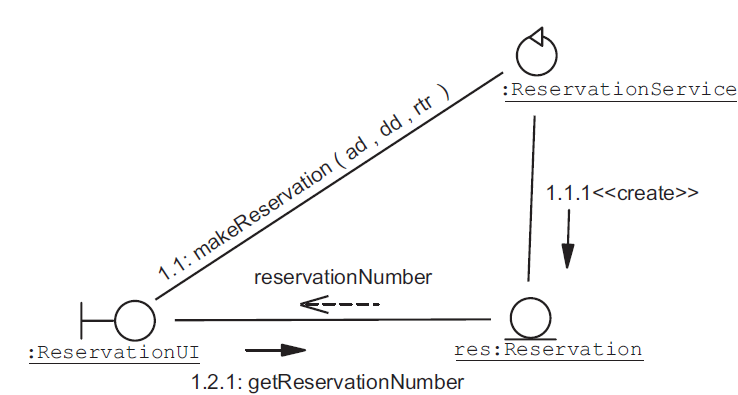 :ReservationService
1.1: makeReservation ( ad , dd , rtr )
1.1.1<<create>>
reservationNumber
:ReservationUI
res:Reservation
1.2.1: getReservationNumber